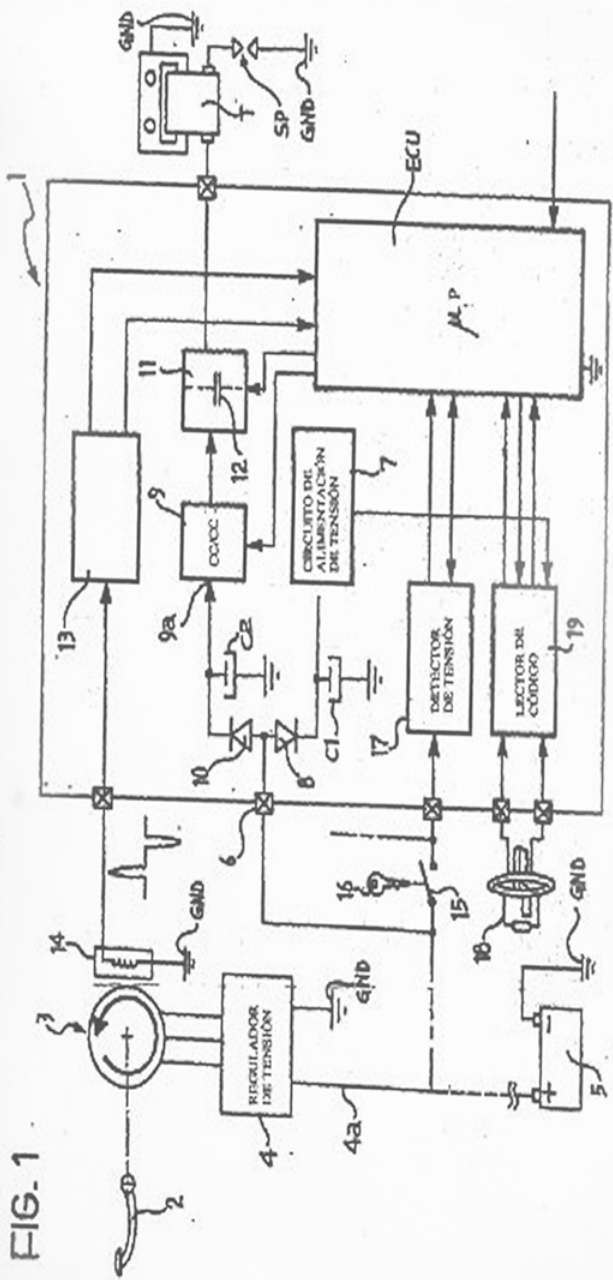 FIG. 1
1
2
3
14
GND
4
REGULADOR
DE TENSIÓN
GND
4a
5
+
-
GND
13
6
10
8
C2
C1
9a
9
CC/CC
11
12
CIRCUITO DE
ALIMENTACIÓN
DE TENSIÓN
7
16
15
17
DETECTOR
DE TENSIÓN
18
LECTOR DE
CÓDIGO
19
µP
ECU
T
SP
GND
GND